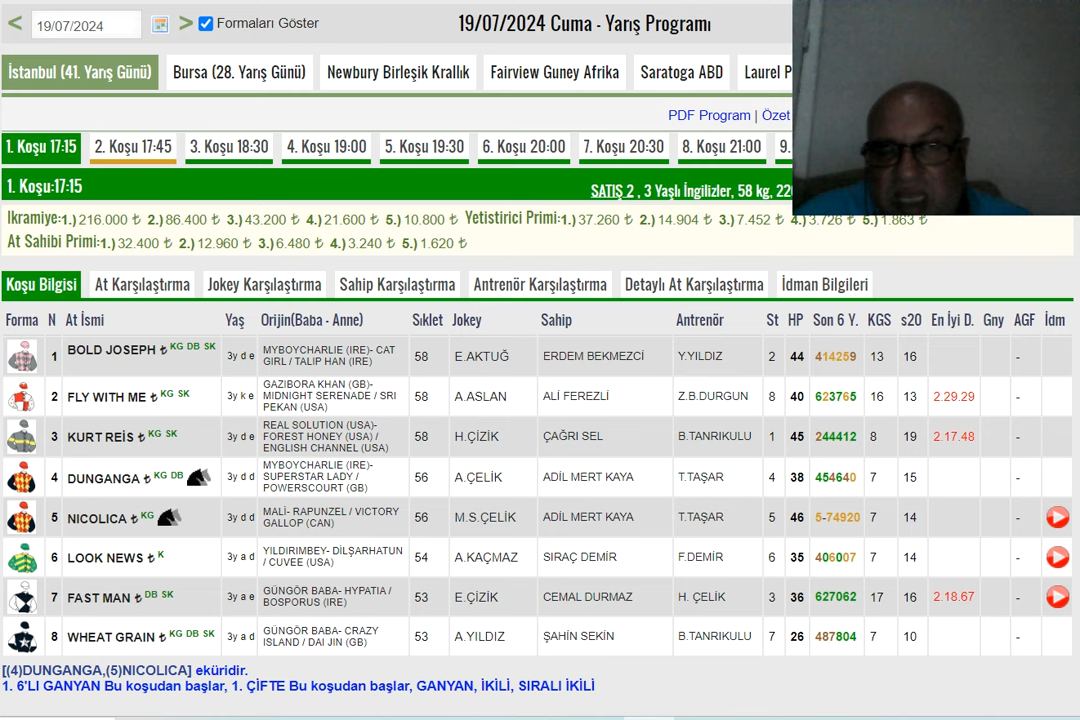 < 19/07/2024 > Formaları Göster 19/07/2024 Cuma - Yarış Programı
İstanbul (41. Yarış Günü) Bursa (28. Yarış Günü) Newbury Birleşik Krallık Fairview Guney Afrika Saratoga ABD Laurel P
PDF Program | Özet
1. Koşu 17:15 2. Koşu 17:45 3. Koşu 18:30 4. Koşu 19:00 5. Koşu 19:30 6. Koşu 20:00 7. Koşu 20:30 8. Koşu 21:00 9.
1. Koşu:17:15 SATIŞ 2 , 3 Yaşlı İngilizler, 58 kg, 220
İkramiye:1.) 216.000 ₺ 2.) 86.400 ₺ 3.) 43.200 ₺ 4.) 21.600 ₺ 5.) 10.800 ₺ Yetistirici Primi:1.) 37.260 ₺ 2.) 14.904 ₺ 3.) 7.452 ₺ 4.) 3.726 ₺ 5.) 1.863 ₺
At Sahibi Primi:1.) 32.400 ₺ 2.) 12.960 ₺ 3.) 6.480 ₺ 4.) 3.240 ₺ 5.) 1.620 ₺
Koşu Bilgisi At Karşılaştırma Jokey Karşılaştırma Sahip Karşılaştırma Antrenör Karşılaştırma Detaylı At Karşılaştırma İdman Bilgileri
Forma N At İsmi Yaş Orijin(Baba - Anne) Sıklet Jokey Sahip Antrenör St HP Son 6 Y. KGS s20 En İyi D. Gny AGF İdm
1 BOLD JOSEPH ₺ KG DB SK 3y d e MYBOYCHARLIE (IRE)- CAT GIRL / TALIP HAN (IRE) 58 E.AKTUĞ ERDEM BEKMEZCİ Y.YILDIZ 2 44 414259 13 16 -
2 FLY WITH ME ₺ KG SK 3y k e GAZIBORA KHAN (GB)- MIDNIGHT SERENADE / SRI PEKAN (USA) 58 A.ASLAN ALİ FEREZLİ Z.B.DURGUN 8 40 623765 16 13 2.29.29 -
3 KURT REİS ₺ KG SK 3y d e REAL SOLUTION (USA)- FOREST HONEY (USA) / ENGLISH CHANNEL (USA) 58 H.ÇİZİK ÇAĞRI SEL B.TANRIKULU 1 45 244412 8 19 2.17.48 -
4 DUNGANGA ₺ KG DB 3y d d MYBOYCHARLIE (IRE)- SUPERSTAR LADY / POWERSCOURT (GB) 56 A.ÇELİK ADİL MERT KAYA T.TAŞAR 4 38 454640 7 15 -
5 NICOLICA ₺ KG 3y d d MALİ- RAPUNZEL / VICTORY GALLOP (CAN) 56 M.S.ÇELİK ADİL MERT KAYA T.TAŞAR 5 46 5-74920 7 14 -
6 LOOK NEWS ₺ K 3y a d YILDIRIMBEY- DİLŞARHATUN / CUVEE (USA) 54 A.KAÇMAZ SIRAÇ DEMİR F.DEMİR 6 35 406007 7 14 -
7 FAST MAN ₺ DB SK 3y a e GÜNGÖR BABA- HYPATIA / BOSPORUS (IRE) 53 E.ÇİZİK CEMAL DURMAZ H. ÇELİK 3 36 627062 17 16 2.18.67 -
8 WHEAT GRAIN ₺ KG DB SK 3y a d GÜNGÖR BABA- CRAZY ISLAND / DAI JIN (GB) 53 A.YILDIZ ŞAHİN SEKİN B.TANRIKULU 7 26 487804 7 10 -
[(4)DUNGANGA,(5)NICOLICA] eküridir.
1. 6'LI GANYAN Bu koşudan başlar, 1. ÇİFTE Bu koşudan başlar, GANYAN, İKİLİ, SIRALI İKİLİ